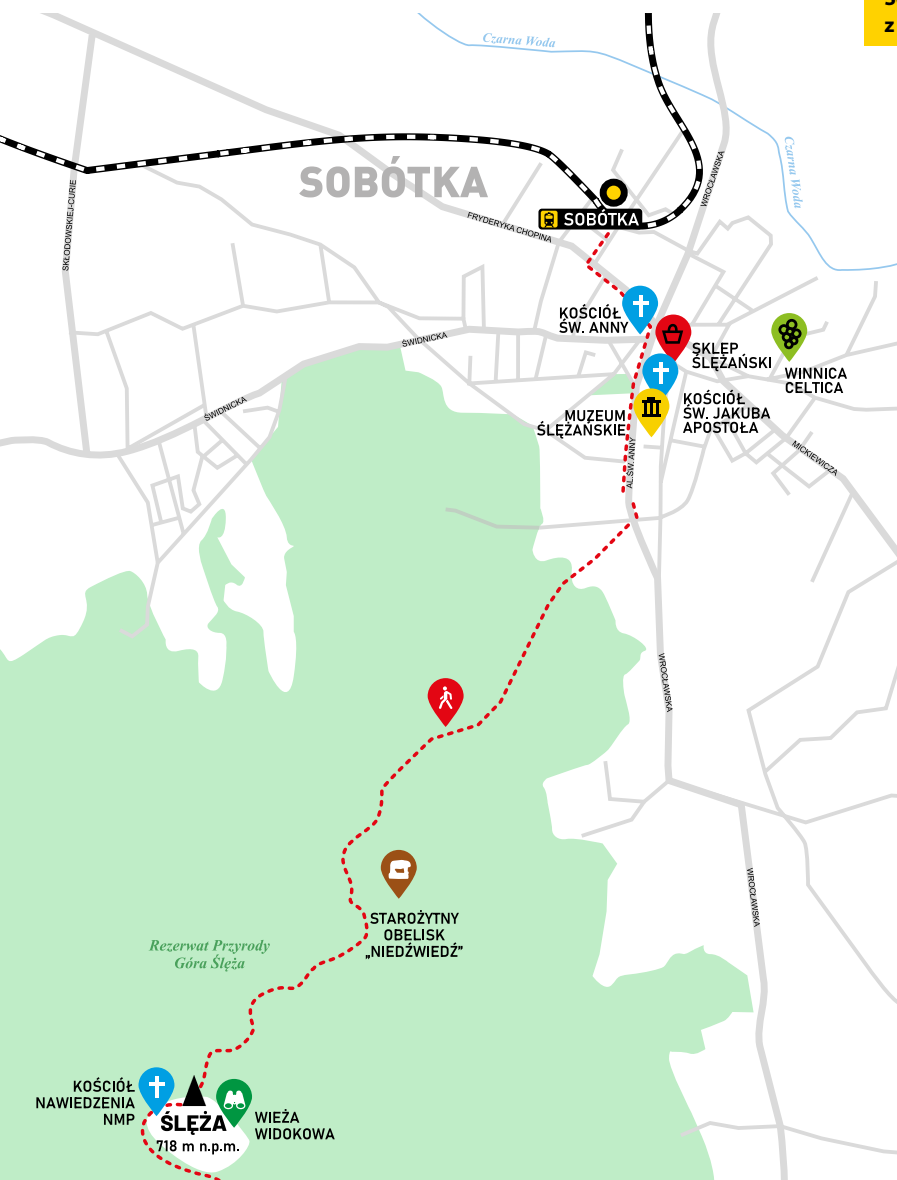 z
Czarna Woda
Czarna Woda
WROCŁAWSKA
SOBÓTKA
SKŁODOWSKIEJ-CURIE
SOBÓTKA
FRYDERYKA CHOPINA
KOŚCIÓŁ
ŚW. ANNY
ŚWIDNICKA
SKLEP
ŚLĘŻAŃSKI
WINNICA
CELTICA
ŚWIDNICKA
KOŚCIÓŁ
ŚW. JAKUBA
APOSTOŁA
MUZEUM
ŚLĘŻAŃSKIE
AL.ŚW.ANNY
MICKIEWICZA
WROCŁAWSKA
WROCŁAWSKA
STAROŻYTNY
OBELISK
„NIEDŹWIEDŹ”
Rezerwat Przyrody
Góra Ślęża
KOŚCIÓŁ
NAWIEDZENIA
NMP
ŚLĘŻA
718 m n.p.m.
WIEŻA
WIDOKOWA